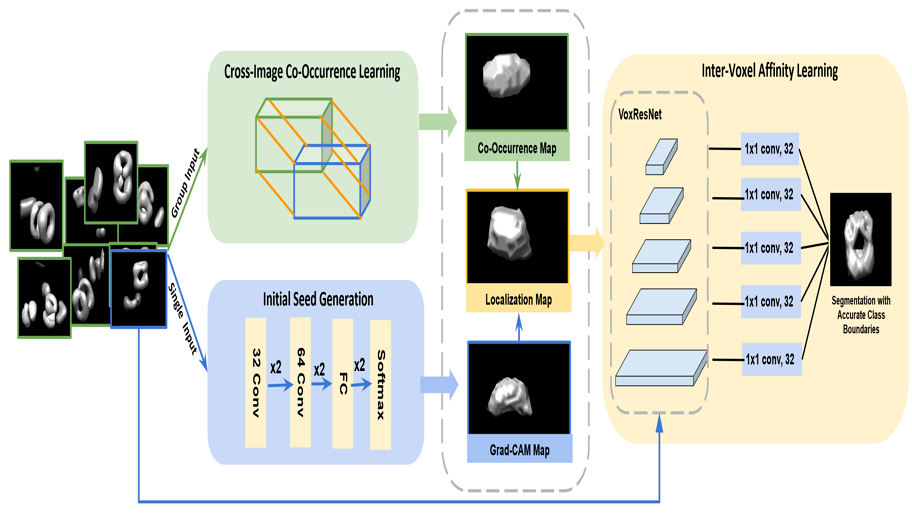 Cross-Image Co-Occurrence Learning
Group Input
Single Input
Initial Seed Generation
32 Conv
x2
64 Conv
x2
FC
x2
Softmax
Co-Occurrence Map
Localization Map
Grad-CAM Map
Inter-Voxel Affinity Learning
VoxResNet
1x1 conv, 32
1x1 conv, 32
1x1 conv, 32
1x1 conv, 32
1x1 conv, 32
Segmentation with
Accurate Class
Boundaries